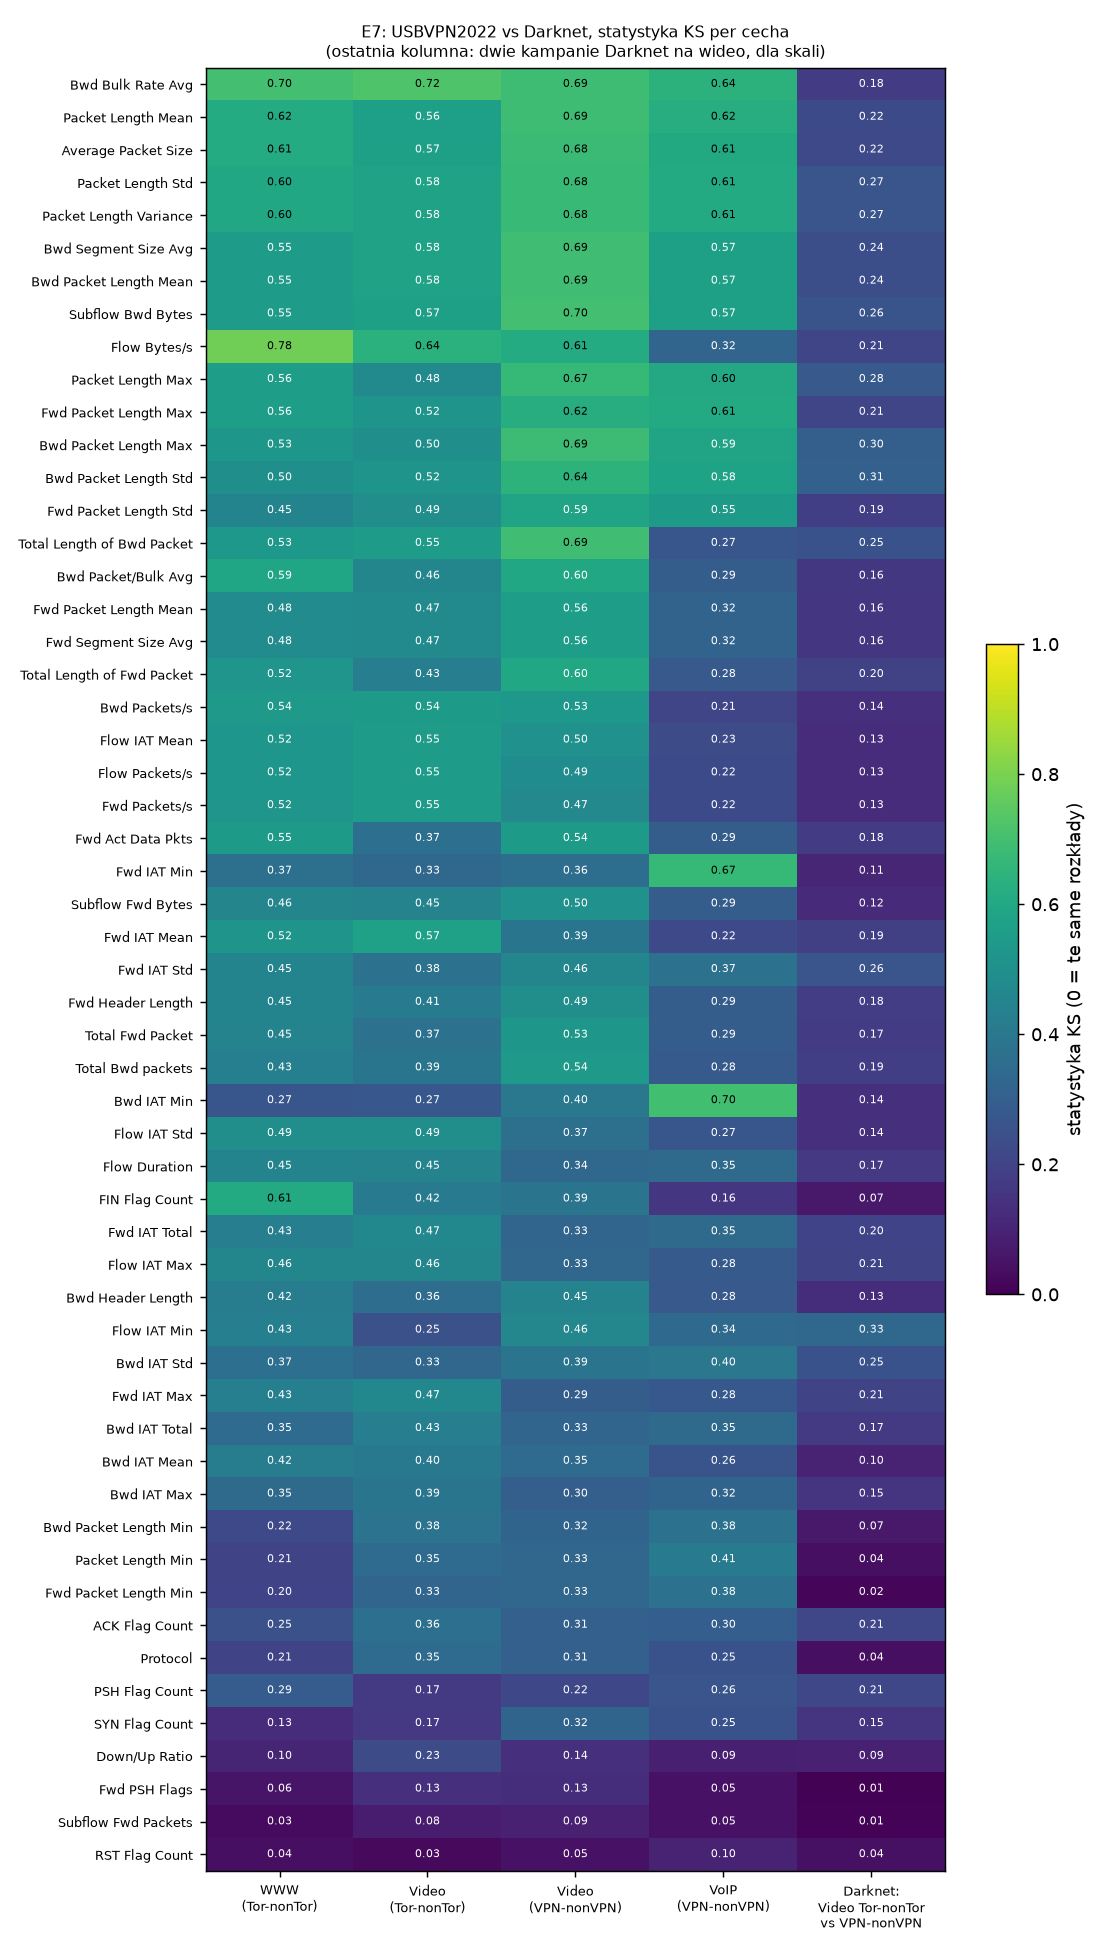 E7: USBVPN2022 vs Darknet, statystyka KS per cecha
(ostatnia kolumna: dwie kampanie Darknet na wideo, dla skali)
Bwd Bulk Rate Avg 0.70 0.72 0.69 0.64 0.18
Packet Length Mean 0.62 0.56 0.69 0.62 0.22
Average Packet Size 0.61 0.57 0.68 0.61 0.22
Packet Length Std 0.60 0.58 0.68 0.61 0.27
Packet Length Variance 0.60 0.58 0.68 0.61 0.27
Bwd Segment Size Avg 0.55 0.58 0.69 0.57 0.24
Bwd Packet Length Mean 0.55 0.58 0.69 0.57 0.24
Subflow Bwd Bytes 0.55 0.57 0.70 0.57 0.26
Flow Bytes/s 0.78 0.64 0.61 0.32 0.21
Packet Length Max 0.56 0.48 0.67 0.60 0.28
Fwd Packet Length Max 0.56 0.52 0.62 0.61 0.21
Bwd Packet Length Max 0.53 0.50 0.69 0.59 0.30
Bwd Packet Length Std 0.50 0.52 0.64 0.58 0.31
Fwd Packet Length Std 0.45 0.49 0.59 0.55 0.19
Total Length of Bwd Packet 0.53 0.55 0.69 0.27 0.25
Bwd Packet/Bulk Avg 0.59 0.46 0.60 0.29 0.16
Fwd Packet Length Mean 0.48 0.47 0.56 0.32 0.16
Fwd Segment Size Avg 0.48 0.47 0.56 0.32 0.16
Total Length of Fwd Packet 0.52 0.43 0.60 0.28 0.20
Bwd Packets/s 0.54 0.54 0.53 0.21 0.14
Flow IAT Mean 0.52 0.55 0.50 0.23 0.13
Flow Packets/s 0.52 0.55 0.49 0.22 0.13
Fwd Packets/s 0.52 0.55 0.47 0.22 0.13
Fwd Act Data Pkts 0.55 0.37 0.54 0.29 0.18
Fwd IAT Min 0.37 0.33 0.36 0.67 0.11
Subflow Fwd Bytes 0.46 0.45 0.50 0.29 0.12
Fwd IAT Mean 0.52 0.57 0.39 0.22 0.19
Fwd IAT Std 0.45 0.38 0.46 0.37 0.26
Fwd Header Length 0.45 0.41 0.49 0.29 0.18
Total Fwd Packet 0.45 0.37 0.53 0.29 0.17
Total Bwd packets 0.43 0.39 0.54 0.28 0.19
Bwd IAT Min 0.27 0.27 0.40 0.70 0.14
Flow IAT Std 0.49 0.49 0.37 0.27 0.14
Flow Duration 0.45 0.45 0.34 0.35 0.17
FIN Flag Count 0.61 0.42 0.39 0.16 0.07
Fwd IAT Total 0.43 0.47 0.33 0.35 0.20
Flow IAT Max 0.46 0.46 0.33 0.28 0.21
Bwd Header Length 0.42 0.36 0.45 0.28 0.13
Flow IAT Min 0.43 0.25 0.46 0.34 0.33
Bwd IAT Std 0.37 0.33 0.39 0.40 0.25
Fwd IAT Max 0.43 0.47 0.29 0.28 0.21
Bwd IAT Total 0.35 0.43 0.33 0.35 0.17
Bwd IAT Mean 0.42 0.40 0.35 0.26 0.10
Bwd IAT Max 0.35 0.39 0.30 0.32 0.15
Bwd Packet Length Min 0.22 0.38 0.32 0.38 0.07
Packet Length Min 0.21 0.35 0.33 0.41 0.04
Fwd Packet Length Min 0.20 0.33 0.33 0.38 0.02
ACK Flag Count 0.25 0.36 0.31 0.30 0.21
Protocol 0.21 0.35 0.31 0.25 0.04
PSH Flag Count 0.29 0.17 0.22 0.26 0.21
SYN Flag Count 0.13 0.17 0.32 0.25 0.15
Down/Up Ratio 0.10 0.23 0.14 0.09 0.09
Fwd PSH Flags 0.06 0.13 0.13 0.05 0.01
Subflow Fwd Packets 0.03 0.08 0.09 0.05 0.01
RST Flag Count 0.04 0.03 0.05 0.10 0.04
WWW
(Tor-nonTor)
Video
(Tor-nonTor)
Video
(VPN-nonVPN)
VoIP
(VPN-nonVPN)
Darknet:
Video Tor-nonTor
vs VPN-nonVPN
1.0
0.8
0.6
0.4
0.2
0.0
statystyka KS (0 = te same rozkłady)